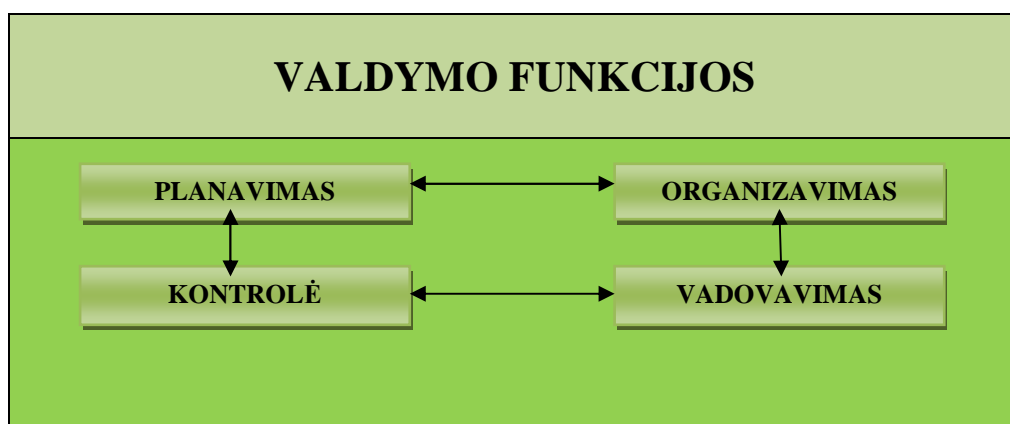 VALDYMO FUNKCIJOS
PLANAVIMAS
ORGANIZAVIMAS
KONTROLĖ
VADOVAVIMAS